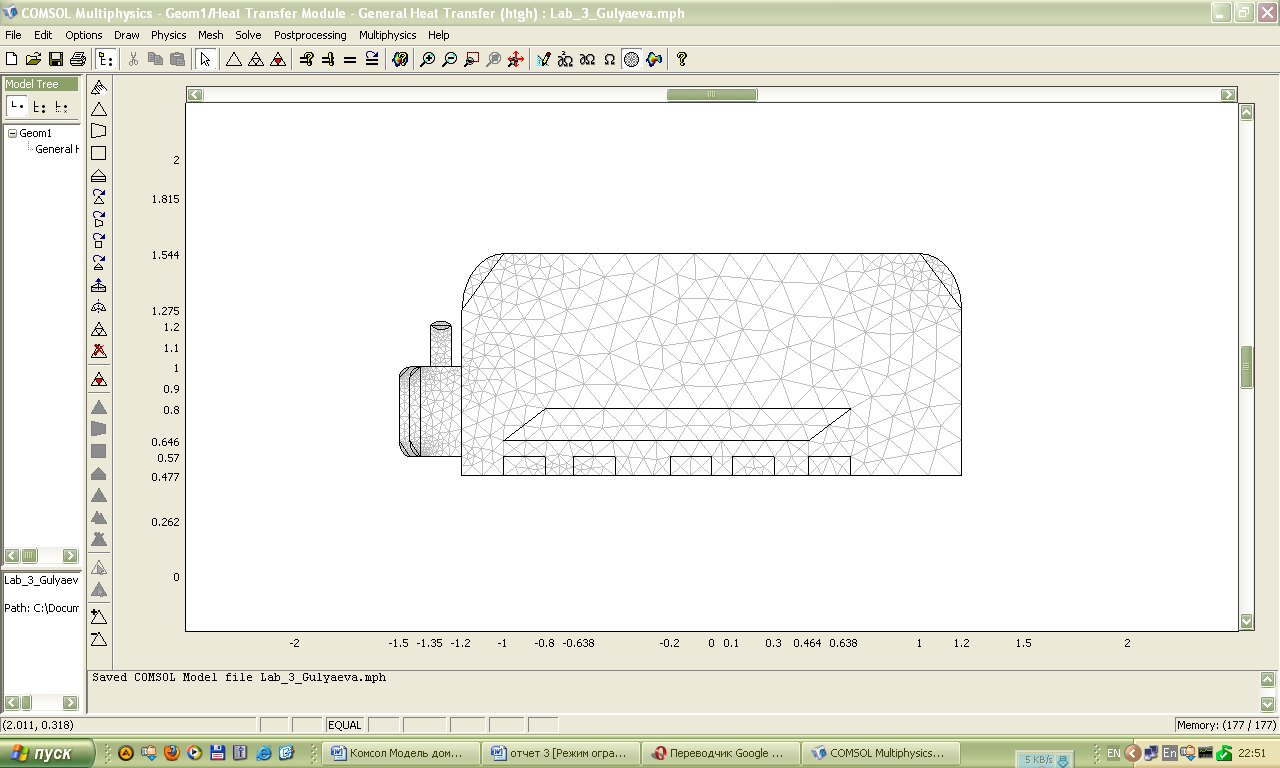 COMSOL Multiphysics - Geom1/Heat Transfer Module - General Heat Transfer (htgh) : Lab_3_Gulyaeva.mph
File Edit Options Draw Physics Mesh Solve Postprocessing Multiphysics Help
Model Tree
Geom1
General H
2
1.815
1.544
1.275
1.2
1.1
1
0.9
0.8
0.646
0.57
0.477
0.262
0
-2 -1.5 -1.35 -1.2 -1 -0.8 -0.638 -0.2 0 0.1 0.3 0.464 0.638 1 1.2 1.5 2
Lab_3_Gulyaev
Path: C:\Docum
Saved COMSOL Model file Lab_3_Gulyaeva.mph
(2.011, 0.318) EQUAL Memory: (177 / 177)
пуск Комсол Модель дом... отчет 3 [Режим огра... Переводчик Google ... COMSOL Multiphysics... 5 KB/s EN En 22:51